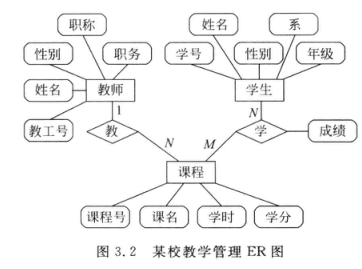 职称
姓名
系
性别
职务
学号
性别
年级
姓名
教师
学生
教工号
1
教
N
M
N
学
成绩
课程
课程号
课名
学时
学分
图 3.2 某校教学管理 ER 图